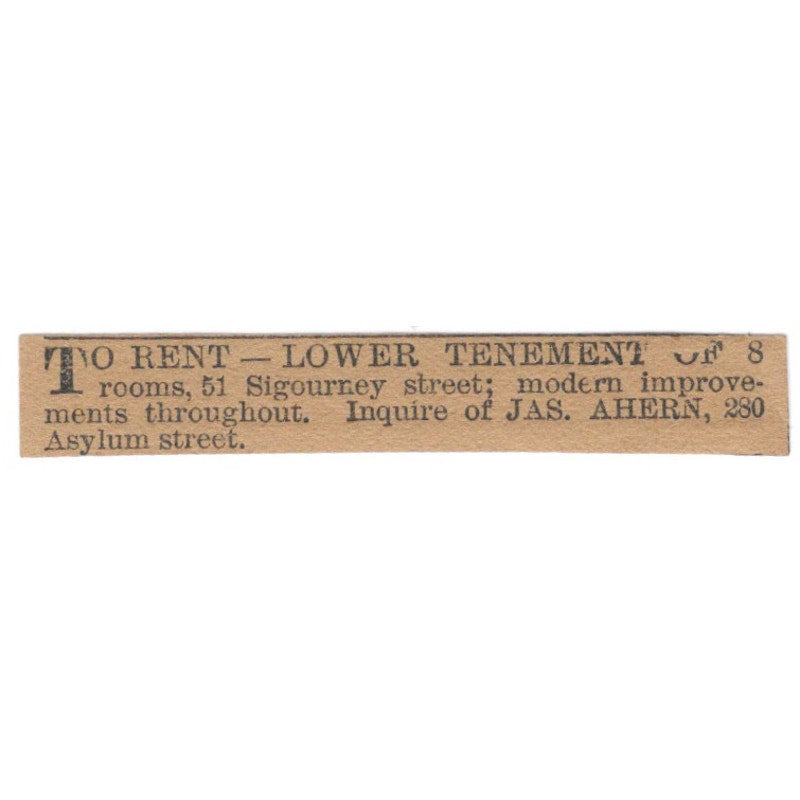 TO RENT — LOWER TENEMENT OF 8
rooms, 51 Sigourney street; modern improve-
ments throughout. Inquire of JAS. AHERN, 280
Asylum street.